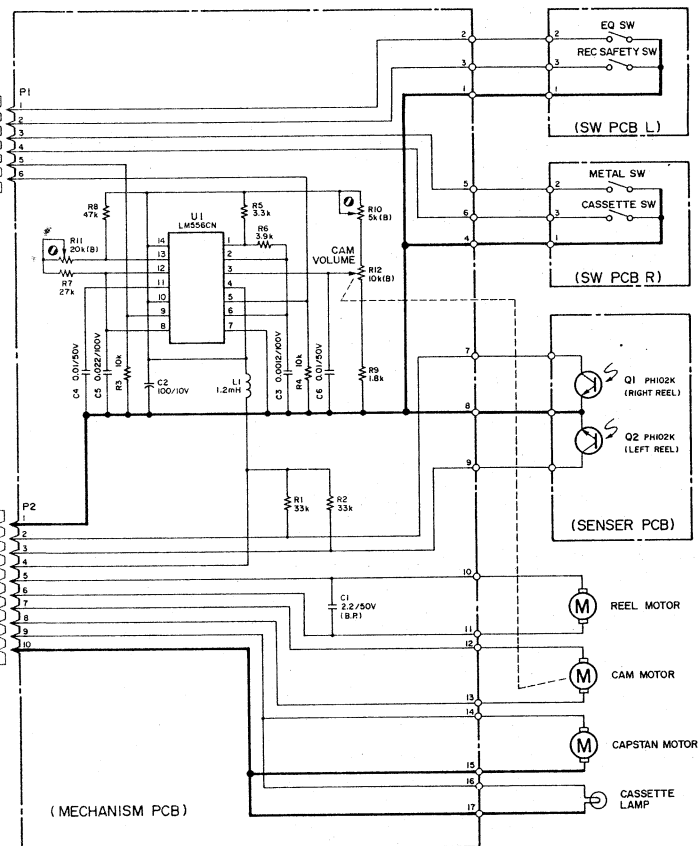 EQ SW
2 2
REC SAFETY SW
3 3
1 1
(SW PCB L)
P1
1
2
3
4
5
6
METAL SW
5 2
CASSETTE SW
6 3
4 1
(SW PCB R)
R8
47k
U1
LM556CN
R5
3.3k
R6
3.9k
R10
5k(B)
R11
20k(B)
R7
27k
CAM
VOLUME
R12
10k(B)
14 1
13 2
12 3
11 4
10 5
9 6
8 7
C4 0.01/50V
C5 0.022/100V
R3 10k
C2
100/10V
L1
1.2mH
C3 0.0012/100V
R4 10k
C6 0.01/50V
R9
1.8k
7
Q1 PH102K
(RIGHT REEL)
8
Q2 PH102K
(LEFT REEL)
9
(SENSER PCB)
R1
33k
R2
33k
P2
1
2
3
4
5
6
7
8
9
10
C1
2.2/50V
(B.P.)
10
M REEL MOTOR
11
12
M CAM MOTOR
13
14
M CAPSTAN MOTOR
15
16
CASSETTE
LAMP
17
(MECHANISM PCB)